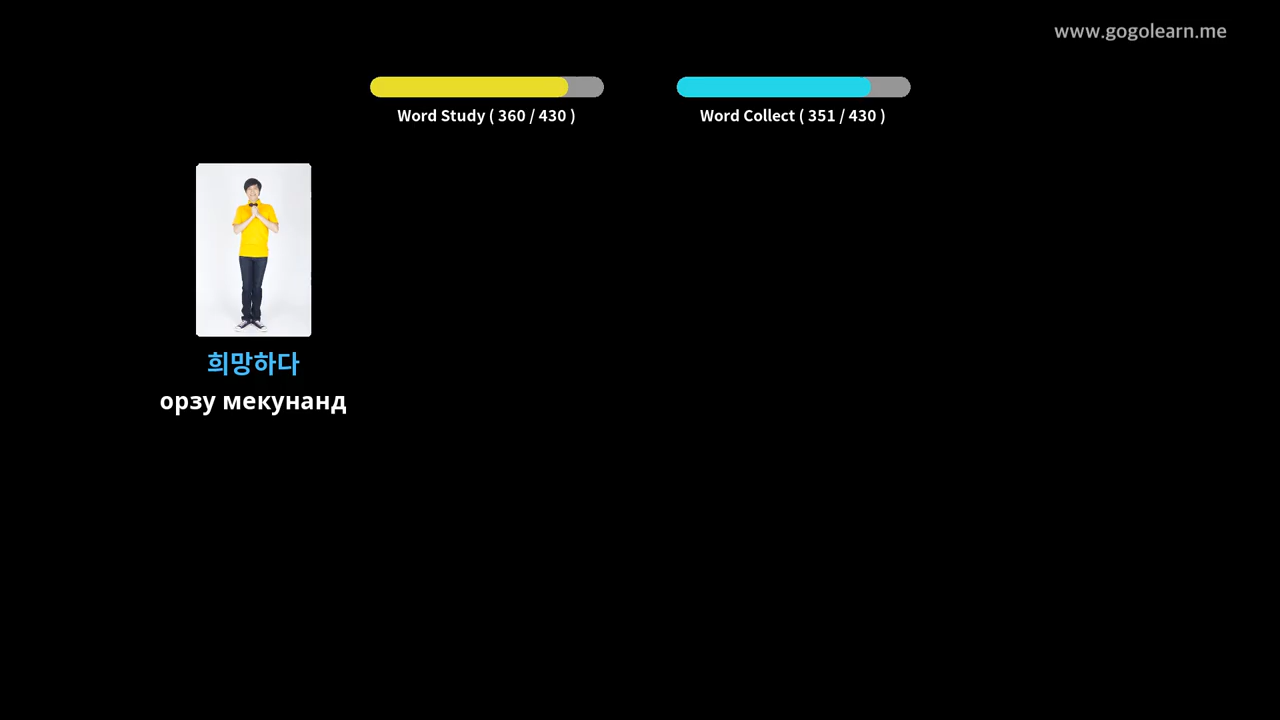 www.gogolearn.me
Word Study ( 360 / 430 )
Word Collect ( 351 / 430 )
희망하다
орзу мекунанд